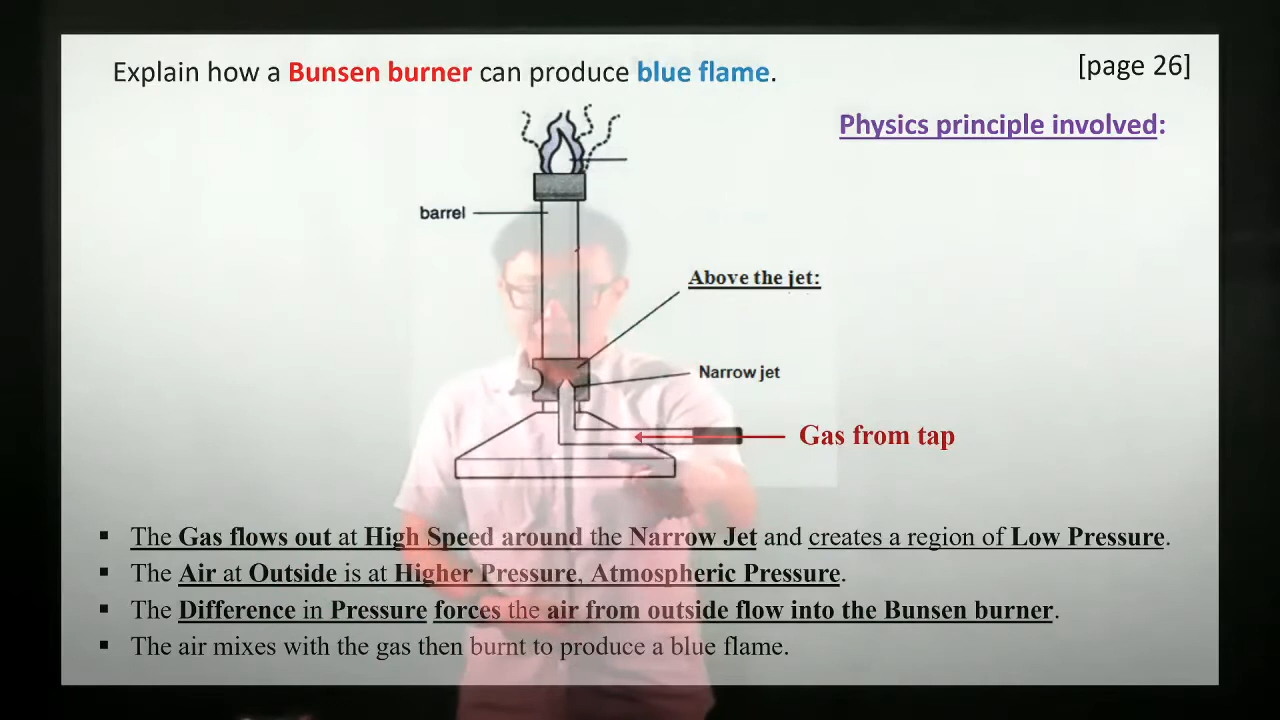 Explain how a Bunsen burner can produce blue flame.
[page 26]
Physics principle involved:
barrel
Above the jet:
Narrow jet
Gas from tap
▪ The Gas flows out at High Speed around the Narrow Jet and creates a region of Low Pressure.
▪ The Air at Outside is at Higher Pressure, Atmospheric Pressure.
▪ The Difference in Pressure forces the air from outside flow into the Bunsen burner.
▪ The air mixes with the gas then burnt to produce a blue flame.